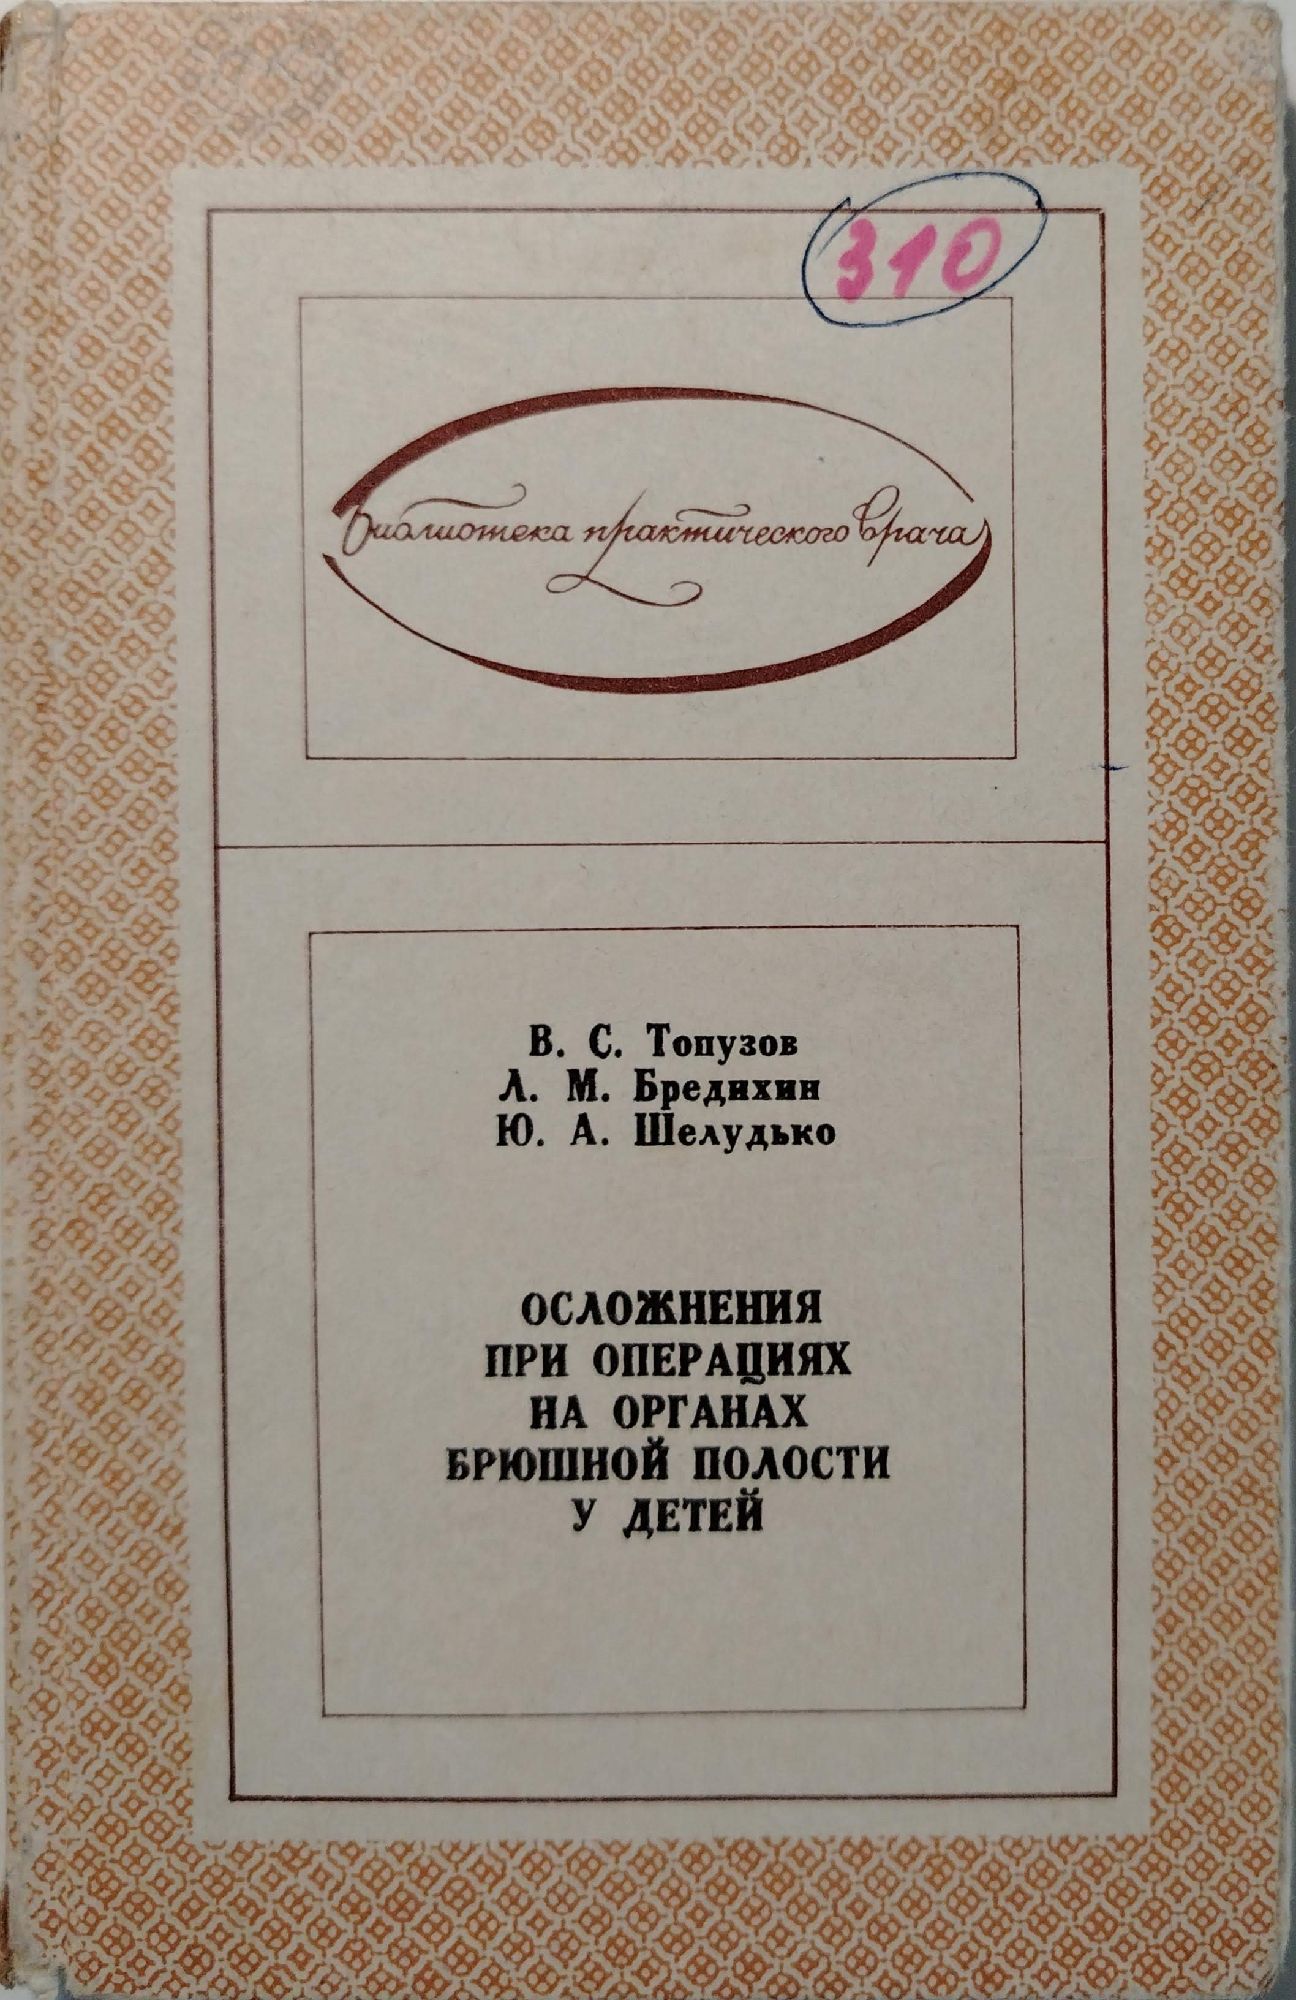 310
Библиотека практического врача
В. С. Топузов
Л. М. Бредихин
Ю. А. Шелудько
ОСЛОЖНЕНИЯ
ПРИ ОПЕРАЦИЯХ
НА ОРГАНАХ
БРЮШНОЙ ПОЛОСТИ
У ДЕТЕЙ